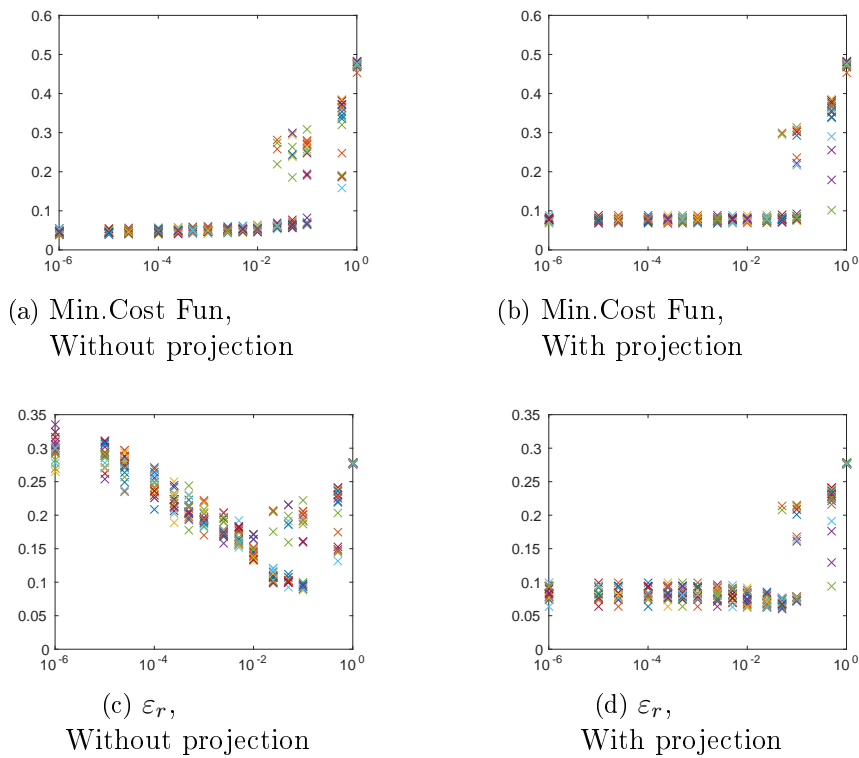 0.6 0.6
0.5 0.5
0.4 0.4
0.3 0.3
0.2 0.2
0.1 0.1
0 0
10^-6 10^-4 10^-2 10^0 10^-6 10^-4 10^-2 10^0
(a) Min.Cost Fun,
Without projection
(b) Min.Cost Fun,
With projection
0.35 0.35
0.3 0.3
0.25 0.25
0.2 0.2
0.15 0.15
0.1 0.1
0.05 0.05
0 0
10^-6 10^-4 10^-2 10^0 10^-6 10^-4 10^-2 10^0
(c) ε_r,
Without projection
(d) ε_r,
With projection